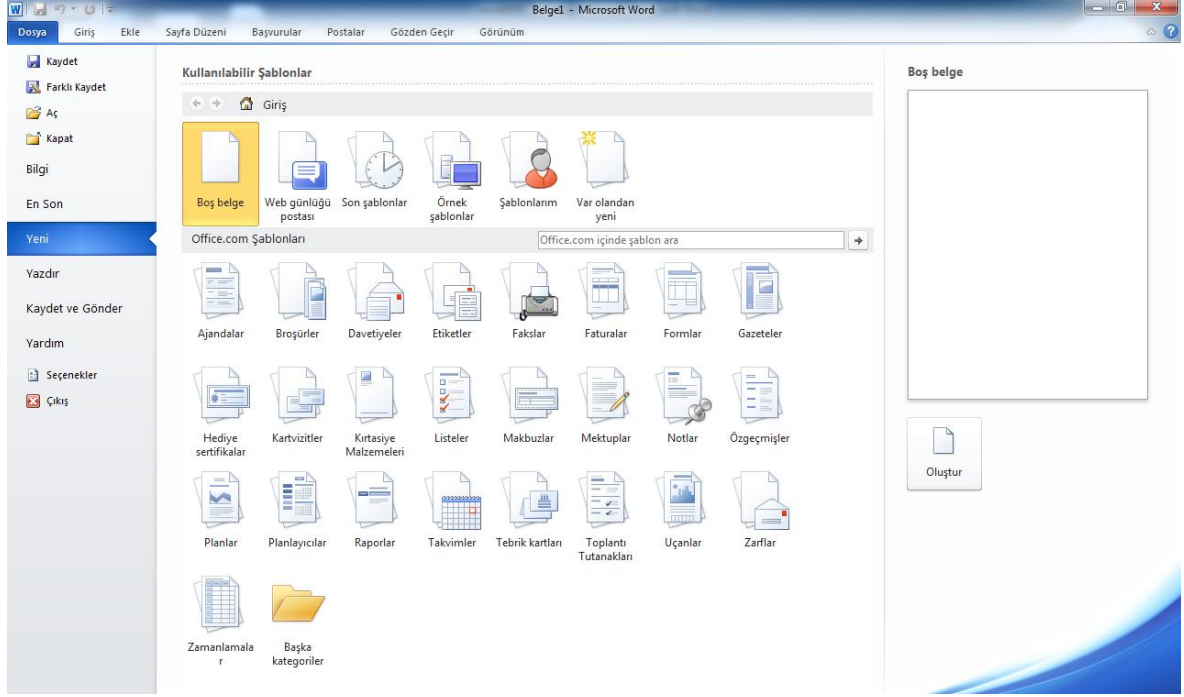 Belge1 - Microsoft Word
Dosya Giriş Ekle Sayfa Düzeni Başvurular Postalar Gözden Geçir Görünüm
Kaydet
Farklı Kaydet
Aç
Kapat
Bilgi
En Son
Yeni
Yazdır
Kaydet ve Gönder
Yardım
Seçenekler
Çıkış
Kullanılabilir Şablonlar
Giriş
Boş belge
Web günlüğü
postası
Son şablonlar
Örnek
şablonlar
Şablonlarım
Var olandan
yeni
Office.com Şablonları
Office.com içinde şablon ara
Ajandalar
Broşürler
Davetiyeler
Etiketler
Fakslar
Faturalar
Formlar
Gazeteler
Hediye
sertifikalar
Kartvizitler
Kırtasiye
Malzemeleri
Listeler
Makbuzlar
Mektuplar
Notlar
Özgeçmişler
Planlar
Planlayıcılar
Raporlar
Takvimler
Tebrik kartları
Toplantı
Tutanakları
Uçanlar
Zarflar
Zamanlamala
r
Başka
kategoriler
Boş belge
Oluştur